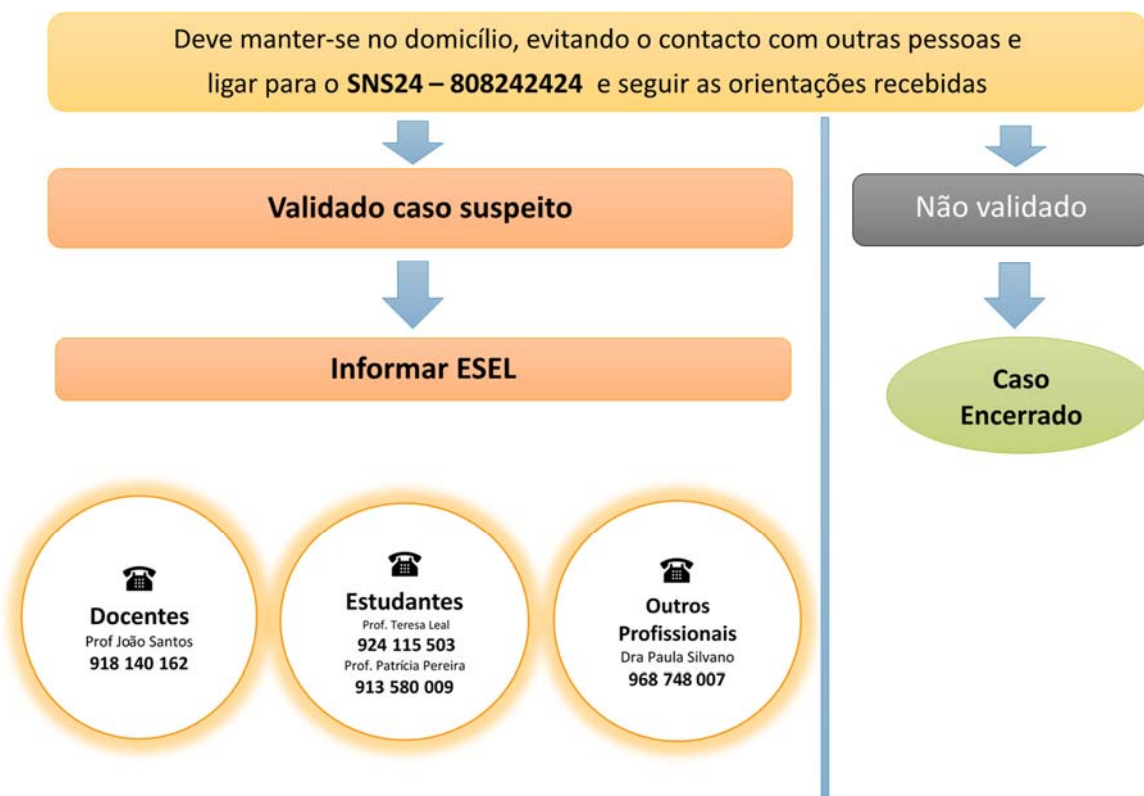 Deve manter-se no domicílio, evitando o contacto com outras pessoas e
ligar para o SNS24 – 808242424 e seguir as orientações recebidas
Validado caso suspeito
Não validado
Informar ESEL
Caso
Encerrado
Docentes
Prof João Santos
918 140 162
Estudantes
Prof. Teresa Leal
924 115 503
Prof. Patrícia Pereira
913 580 009
Outros
Profissionais
Dra Paula Silvano
968 748 007